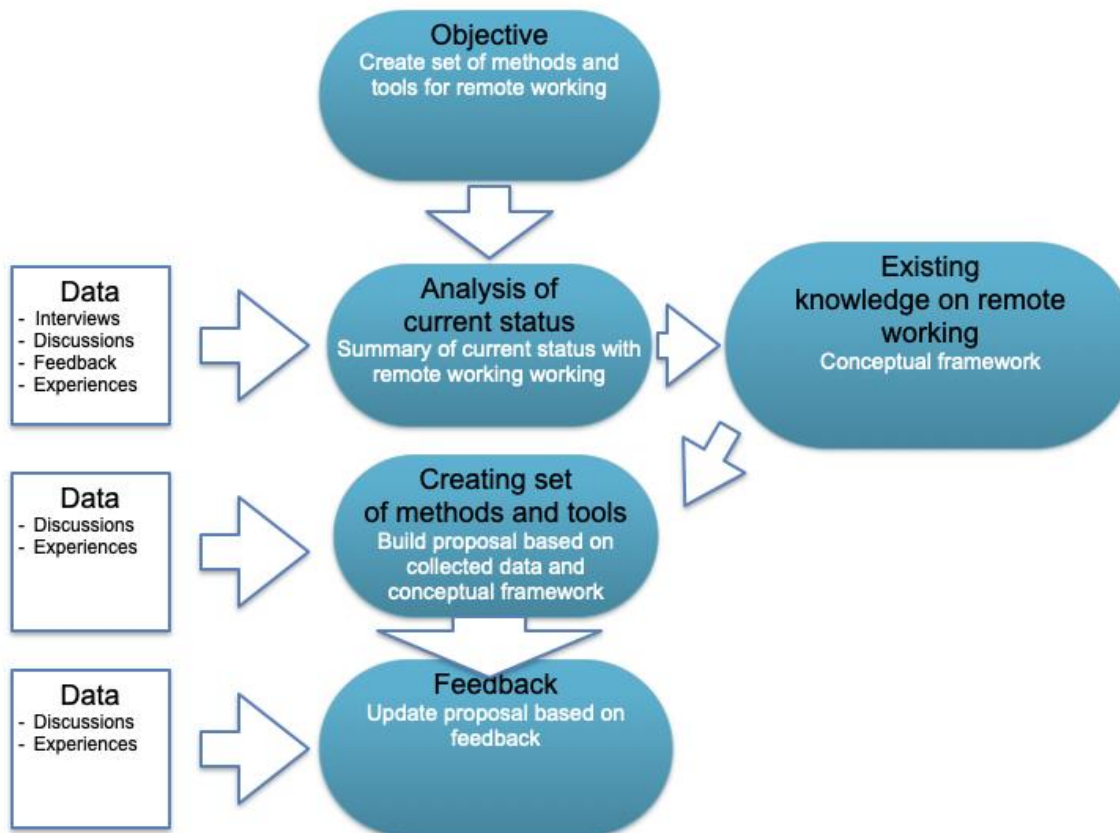 Objective
Create set of methods and
tools for remote working
Data
- Interviews
- Discussions
- Feedback
- Experiences
Analysis of
current status
Summary of current status with
remote working working
Existing
knowledge on remote
working
Conceptual framework
Data
- Discussions
- Experiences
Creating set
of methods and tools
Build proposal based on
collected data and
conceptual framework
Data
- Discussions
- Experiences
Feedback
Update proposal based on
feedback